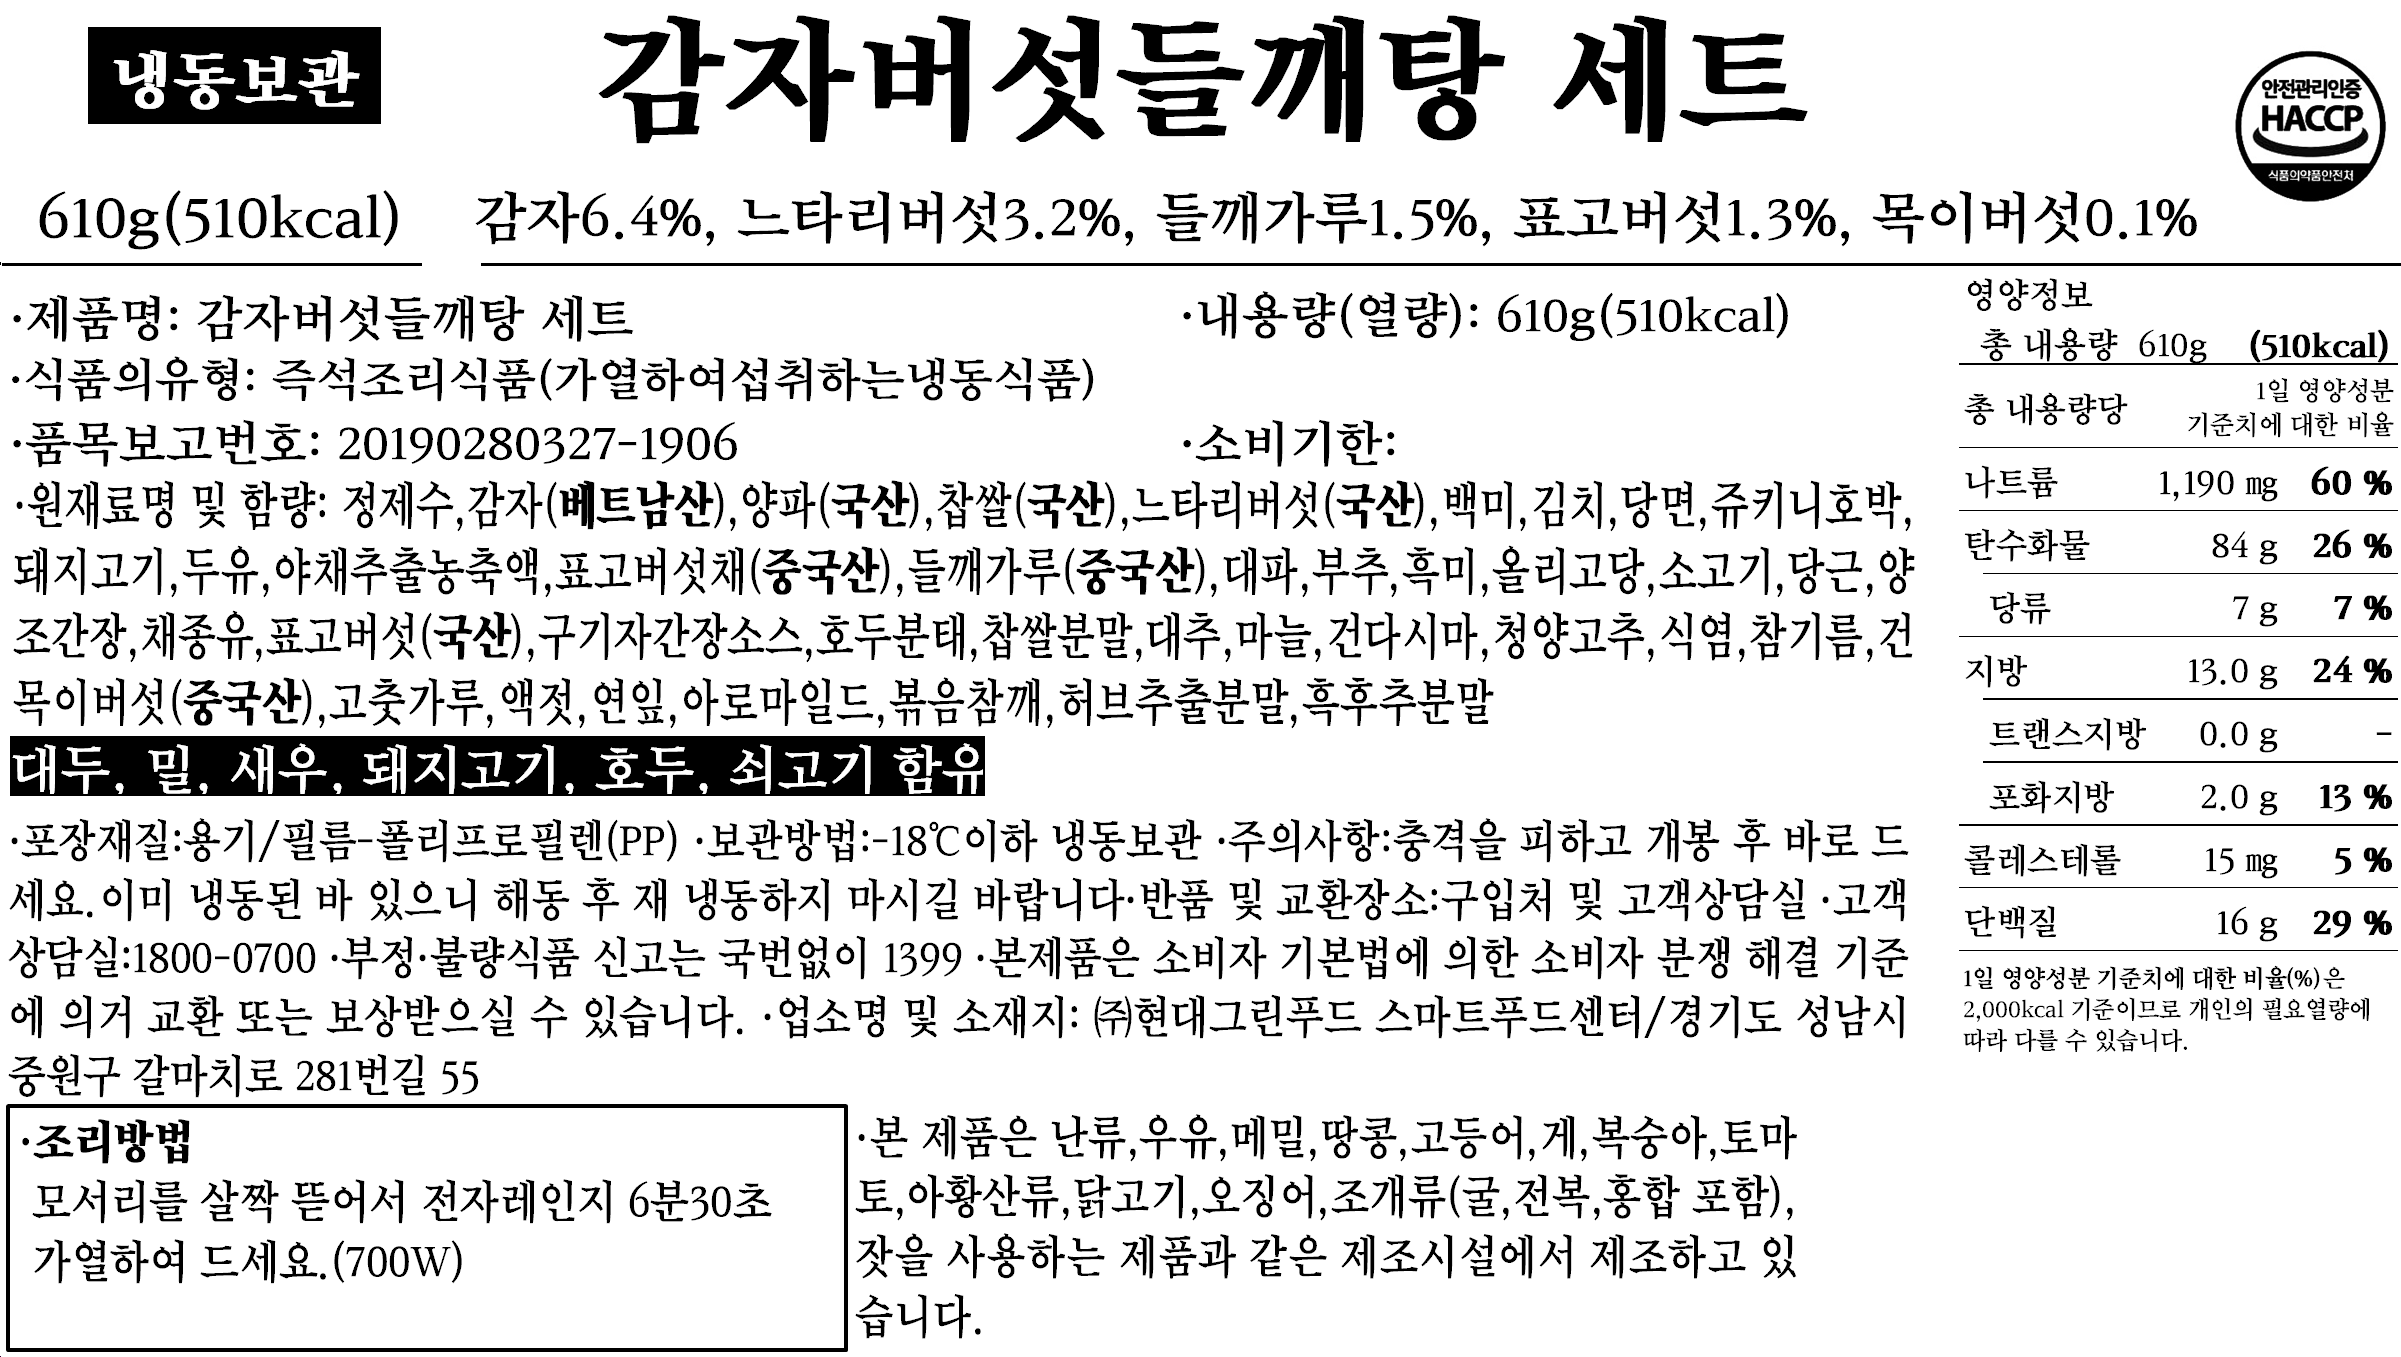 냉동보관
감자버섯들깨탕 세트
안전관리인증
HACCP
식품의약품안전처
610g(510kcal)
감자6.4%, 느타리버섯3.2%, 들깨가루1.5%, 표고버섯1.3%, 목이버섯0.1%
·제품명: 감자버섯들깨탕 세트
·내용량(열량): 610g(510kcal)
·식품의유형: 즉석조리식품(가열하여섭취하는냉동식품)
·품목보고번호: 20190280327-1906
·소비기한:
·원재료명 및 함량: 정제수,감자(베트남산),양파(국산),찹쌀(국산),느타리버섯(국산),백미,김치,당면,쥬키니호박,
돼지고기,두유,야채추출농축액,표고버섯채(중국산),들깨가루(중국산),대파,부추,흑미,올리고당,소고기,당근,양
조간장,채종유,표고버섯(국산),구기자간장소스,호두분태,찹쌀분말,대추,마늘,건다시마,청양고추,식염,참기름,건
목이버섯(중국산),고춧가루,액젓,연잎,아로마일드,볶음참깨,허브추출분말,흑후추분말
대두, 밀, 새우, 돼지고기, 호두, 쇠고기 함유
·포장재질:용기/필름-폴리프로필렌(PP) ·보관방법:-18℃이하 냉동보관 ·주의사항:충격을 피하고 개봉 후 바로 드
세요.이미 냉동된 바 있으니 해동 후 재 냉동하지 마시길 바랍니다·반품 및 교환장소:구입처 및 고객상담실 ·고객
상담실:1800-0700 ·부정·불량식품 신고는 국번없이 1399 ·본제품은 소비자 기본법에 의한 소비자 분쟁 해결 기준
에 의거 교환 또는 보상받으실 수 있습니다. ·업소명 및 소재지: ㈜현대그린푸드 스마트푸드센터/경기도 성남시
중원구 갈마치로 281번길 55
·조리방법
모서리를 살짝 뜯어서 전자레인지 6분30초
가열하여 드세요.(700W)
·본 제품은 난류,우유,메밀,땅콩,고등어,게,복숭아,토마
토,아황산류,닭고기,오징어,조개류(굴,전복,홍합 포함),
잣을 사용하는 제품과 같은 제조시설에서 제조하고 있
습니다.
영양정보
총 내용량 610g (510kcal)
총 내용량당 1일 영양성분
기준치에 대한 비율
나트륨 1,190 ㎎ 60 %
탄수화물 84 g 26 %
당류 7 g 7 %
지방 13.0 g 24 %
트랜스지방 0.0 g -
포화지방 2.0 g 13 %
콜레스테롤 15 ㎎ 5 %
단백질 16 g 29 %
1일 영양성분 기준치에 대한 비율(%)은
2,000kcal 기준이므로 개인의 필요열량에
따라 다를 수 있습니다.